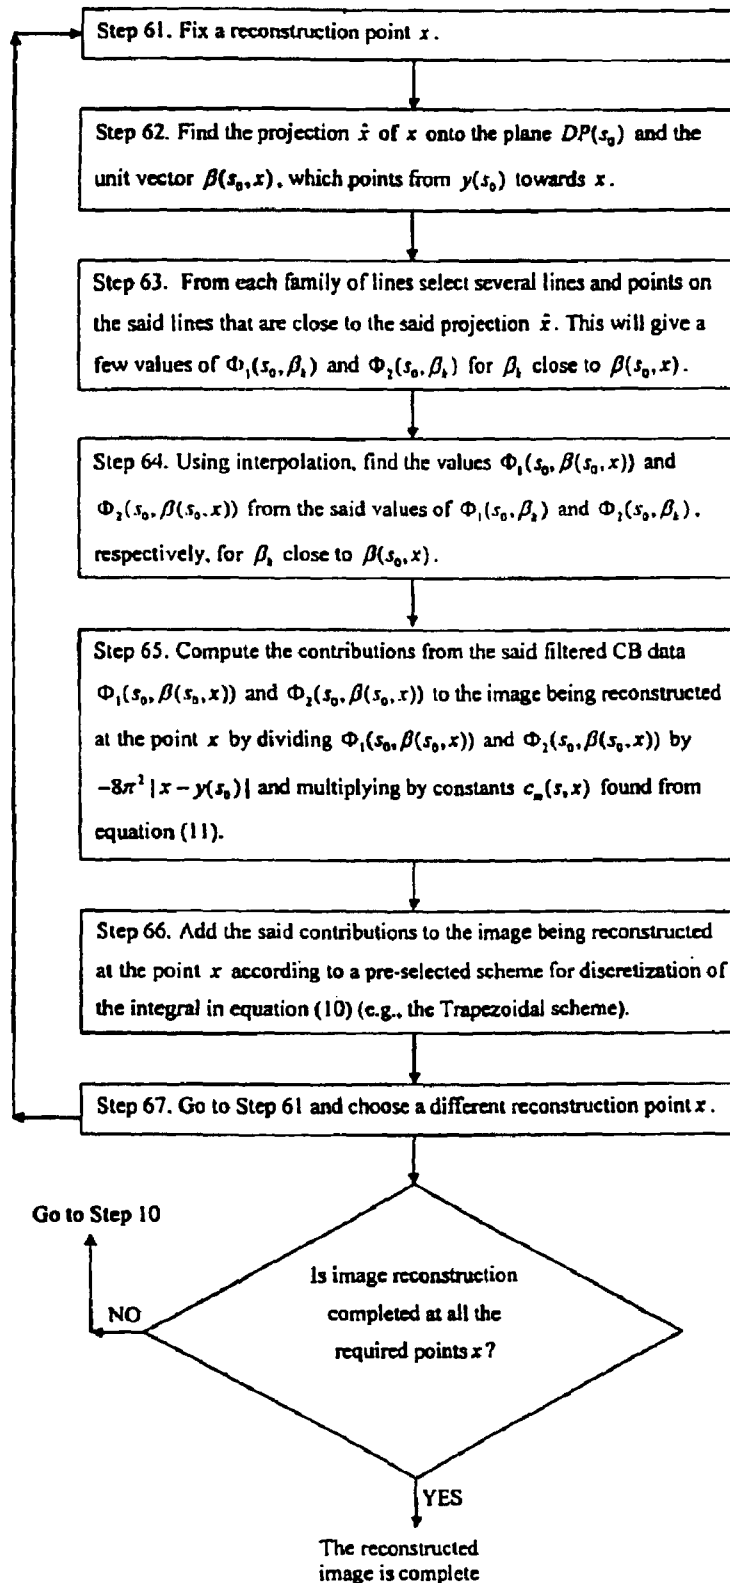 Step 61. Fix a reconstruction point x.
Step 62. Find the projection x̂ of x onto the plane DP(s₀) and the
unit vector β(s₀,x), which points from y(s₀) towards x.
Step 63. From each family of lines select several lines and points on
the said lines that are close to the said projection x̂. This will give a
few values of Φ₁(s₀,βₖ) and Φ₂(s₀,βₖ) for βₖ close to β(s₀,x).
Step 64. Using interpolation, find the values Φ₁(s₀,β(s₀,x)) and
Φ₂(s₀,β(s₀,x)) from the said values of Φ₁(s₀,βₖ) and Φ₂(s₀,βₖ),
respectively, for βₖ close to β(s₀,x).
Step 65. Compute the contributions from the said filtered CB data
Φ₁(s₀,β(s₀,x)) and Φ₂(s₀,β(s₀,x)) to the image being reconstructed
at the point x by dividing Φ₁(s₀,β(s₀,x)) and Φ₂(s₀,β(s₀,x)) by
−8π² |x − y(s₀)| and multiplying by constants cₘ(s,x) found from
equation (11).
Step 66. Add the said contributions to the image being reconstructed
at the point x according to a pre-selected scheme for discretization of
the integral in equation (10) (e.g., the Trapezoidal scheme).
Step 67. Go to Step 61 and choose a different reconstruction point x.
Go to Step 10
Is image reconstruction
completed at all the
required points x?
NO
YES
The reconstructed
image is complete